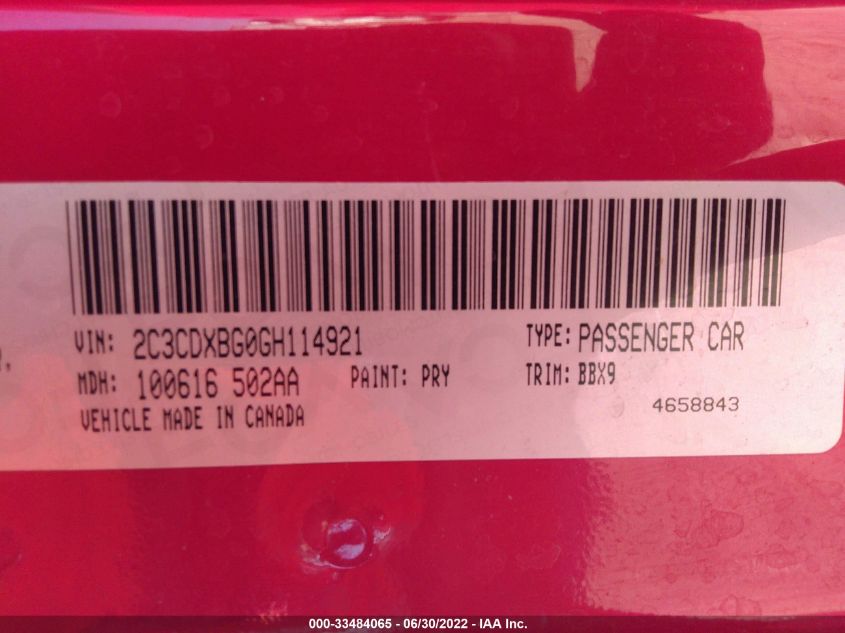 VIN: 2C3CDXBG0GH114921 TYPE: PASSENGER CAR
MDH: 100616 502AA PAINT: PRY TRIM: BBX9
VEHICLE MADE IN CANADA 4658843
000-33484065 - 06/30/2022 - IAA Inc.